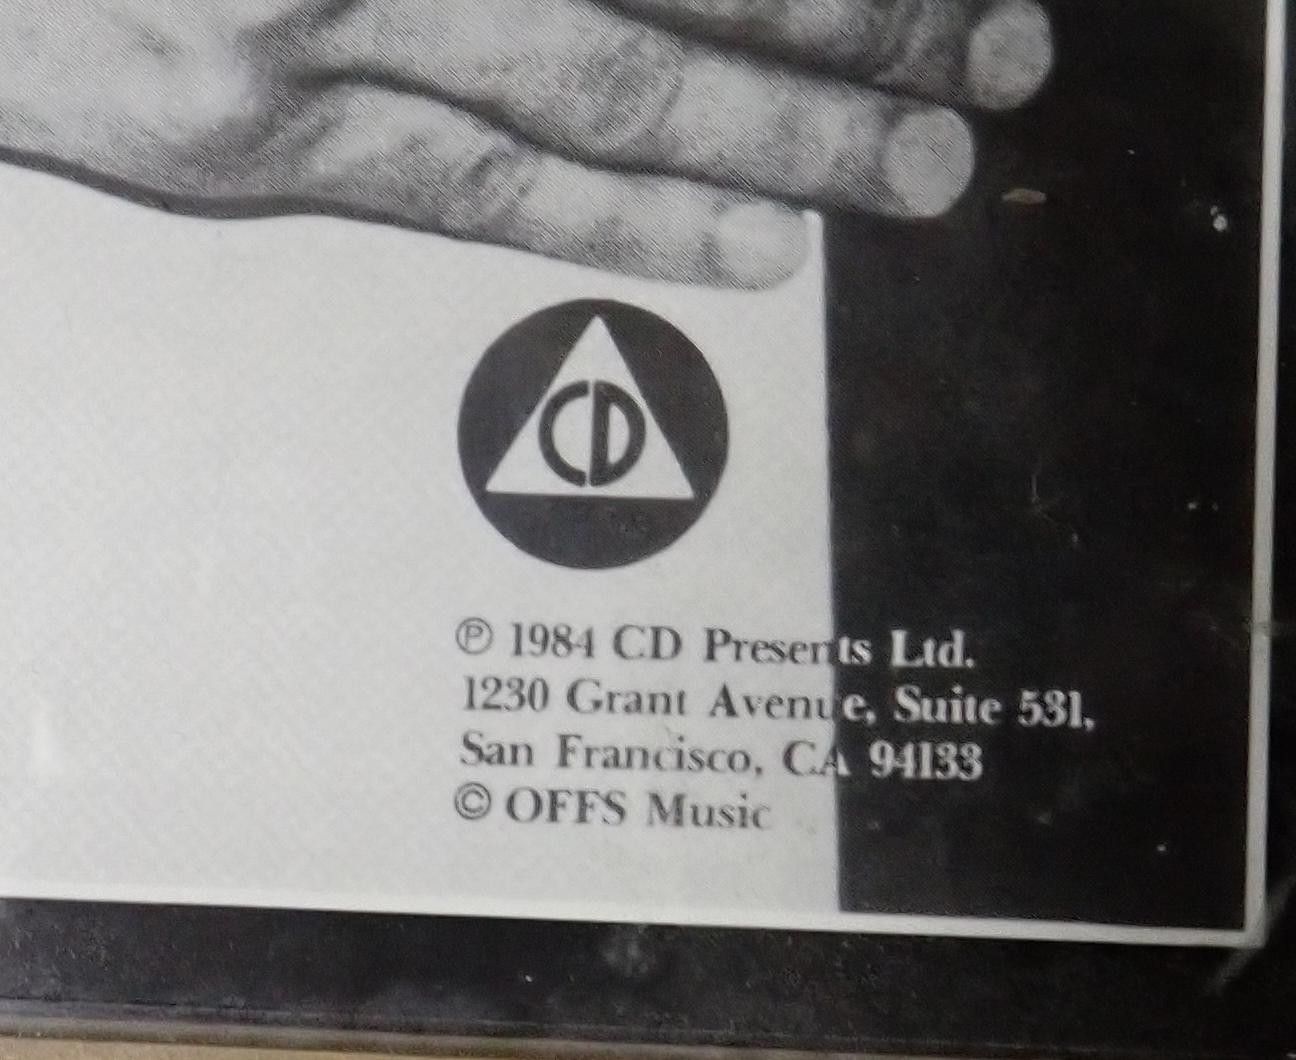 CD
℗ 1984 CD Presents Ltd.
1230 Grant Avenue, Suite 531,
San Francisco, CA 94133
© OFFS Music